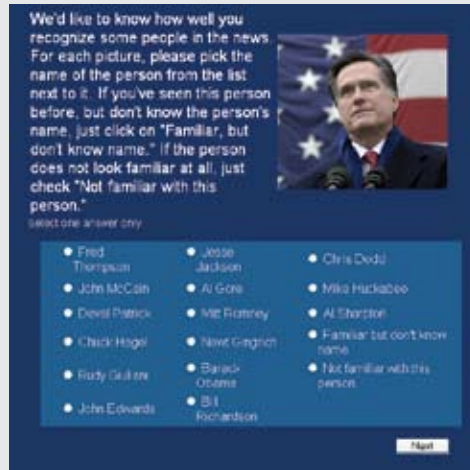 We'd like to know how well you
recognize some people in the news.
For each picture, please pick the
name of the person from the list
next to it. If you've seen this person
before, but don't know the person's
name, just click on "Familiar, but
don't know name." If the person
does not look familiar at all, just
check "Not familiar with this
person."
select one answer only
Fred
Thompson
Jesse
Jackson
Chris Dodd
John McCain
Al Gore
Mike Huckabee
Deval Patrick
Mitt Romney
Al Sharpton
Chuck Hagel
Newt Gingrich
Familiar but don't know
name
Rudy Giuliani
Barack
Obama
Not familiar with this
person
John Edwards
Bill
Richardson
Next